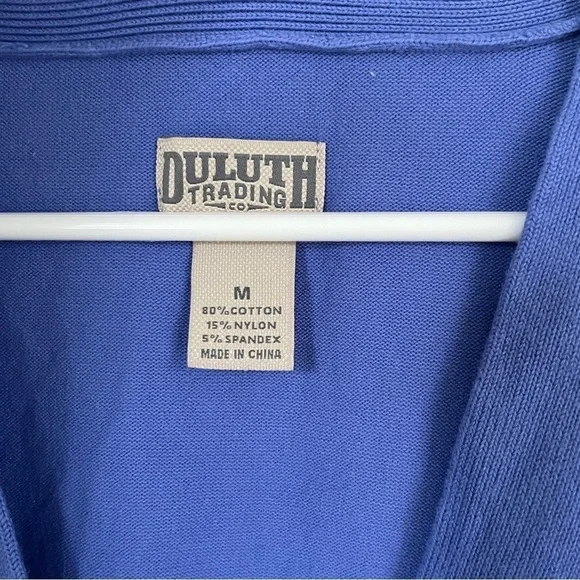 DULUTH
TRADING
CO
M
80% COTTON
15% NYLON
5% SPANDEX
MADE IN CHINA